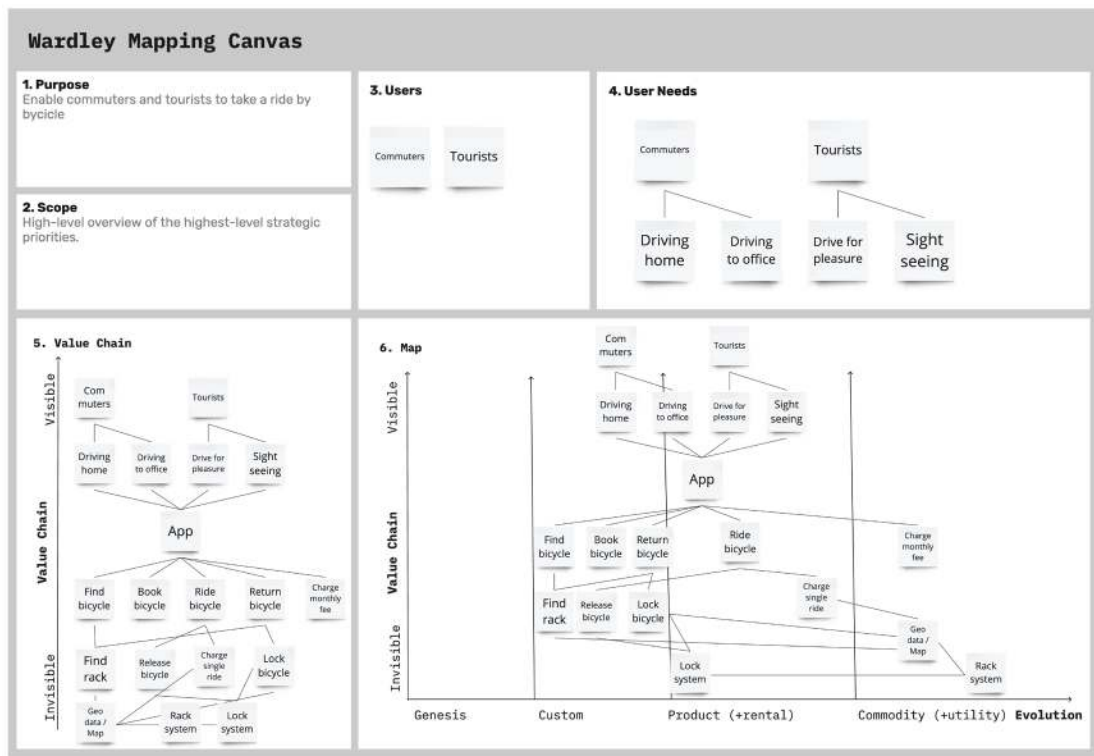 Wardley Mapping Canvas
1. Purpose
Enable commuters and tourists to take a ride by
bycicle
2. Scope
High-level overview of the highest-level strategic
priorities.
3. Users
Commuters
Tourists
4. User Needs
Commuters
Tourists
Driving
home
Driving
to office
Drive for
pleasure
Sight
seeing
5. Value Chain
Visible
Value Chain
Invisible
Com
muters
Tourists
Driving
home
Driving
to office
Drive for
pleasure
Sight
seeing
App
Find
bicycle
Book
bicycle
Ride
bicycle
Return
bicycle
Charge
monthly
fee
Find
rack
Release
bicycle
Charge
single
ride
Lock
bicycle
Geo
data /
Map
Rack
system
Lock
system
6. Map
Visible
Value Chain
Invisible
Com
muters
Tourists
Driving
home
Driving
to office
Drive for
pleasure
Sight
seeing
App
Find
bicycle
Book
bicycle
Return
bicycle
Ride
bicycle
Charge
monthly
fee
Find
rack
Release
bicycle
Lock
bicycle
Charge
single
ride
Geo
data /
Map
Lock
system
Rack
system
Genesis
Custom
Product (+rental)
Commodity (+utility)
Evolution